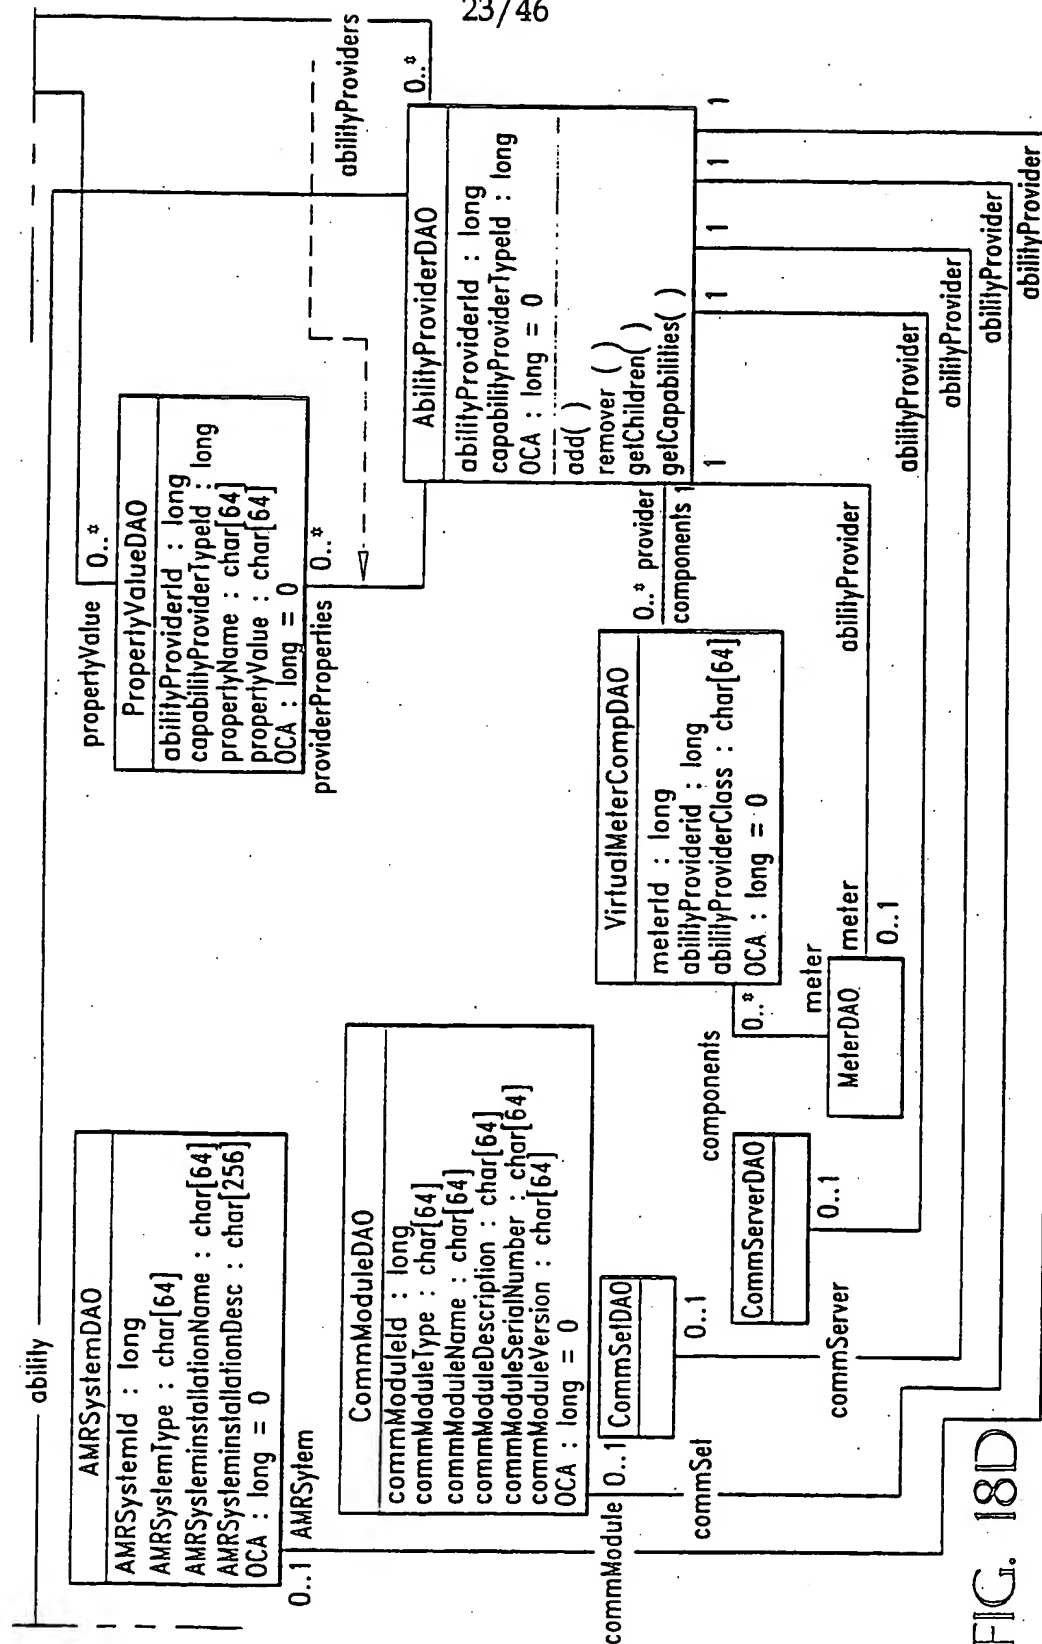 23/46
ability
propertyValue
0..*
PropertyValueDAO
abilityProviderId : long
capabilityProviderTypeId : long
propertyName : char[64]
propertyValue : char[64]
OCA : long = 0
0..*
providerProperties
abilityProviders
0..*
AbilityProviderDAO
abilityProviderId : long
capabilityProviderTypeId : long
OCA : long = 0
add( )
remover ( )
getChildren( )
getCapabilities( )
AMRSystemDAO
AMRSystemId : long
AMRSystemType : char[64]
AMRSysteminstallationName : char[64]
AMRSysteminstallationDesc : char[256]
OCA : long = 0
0..1
AMRSytem
CommModuleDAO
commModuleId : long
commModuleType : char[64]
commModuleName : char[64]
commModuleDescription : char[64]
commModuleSerialNumber : char[64]
commModuleVersion : char[64]
OCA : long = 0
commModule
0..1
VirtualMeterCompDAO
meterId : long
abilityProviderid : long
abilityProviderClass : char[64]
OCA : long = 0
0..* provider
components 1
0..*
components
meter
MeterDAO
meter
0..1
CommSetDAO
0..1
commSet
CommServerDAO
0..1
commServer
1
1
1
1
1
abilityProvider
abilityProvider
abilityProvider
abilityProvider
abilityProvider
FIG. 18D